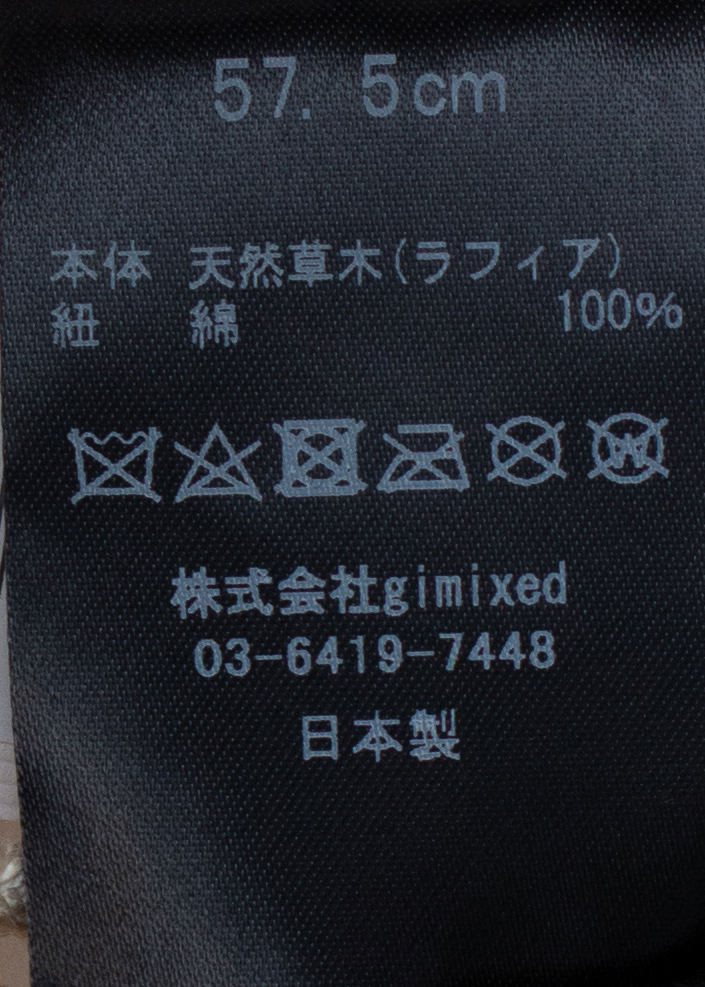 57. 5cm
本体 天然草木(ラフィア)
紐 綿 100%
W
株式会社gimixed
03-6419-7448
日本製